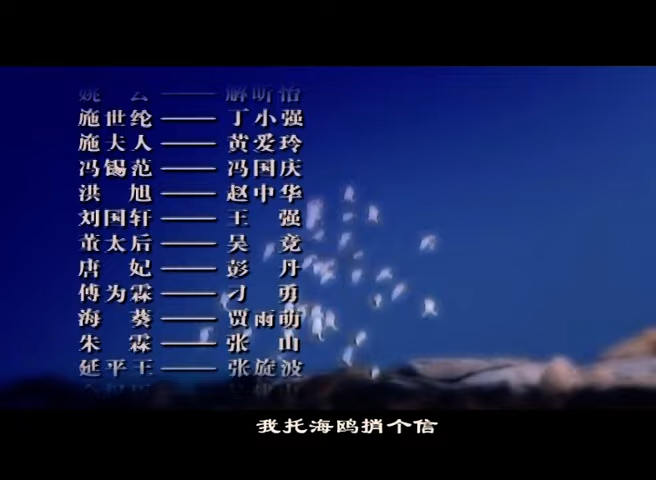 施世纶——丁小强
施夫人——黄爱玲
冯锡范——冯国庆
洪 旭——赵中华
刘国轩——王 强
董太后——吴 竞
唐 妃——彭 丹
傅为霖——刁 勇
海 葵——贾雨萌
朱 霖——张 山
延平王——张旋波
我托海鸥捎个信